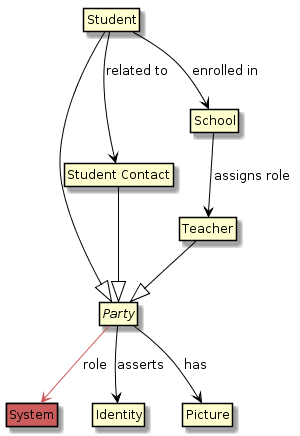 Student
related to
enrolled in
School
Student Contact
assigns role
Teacher
Party
role
asserts
has
System
Identity
Picture